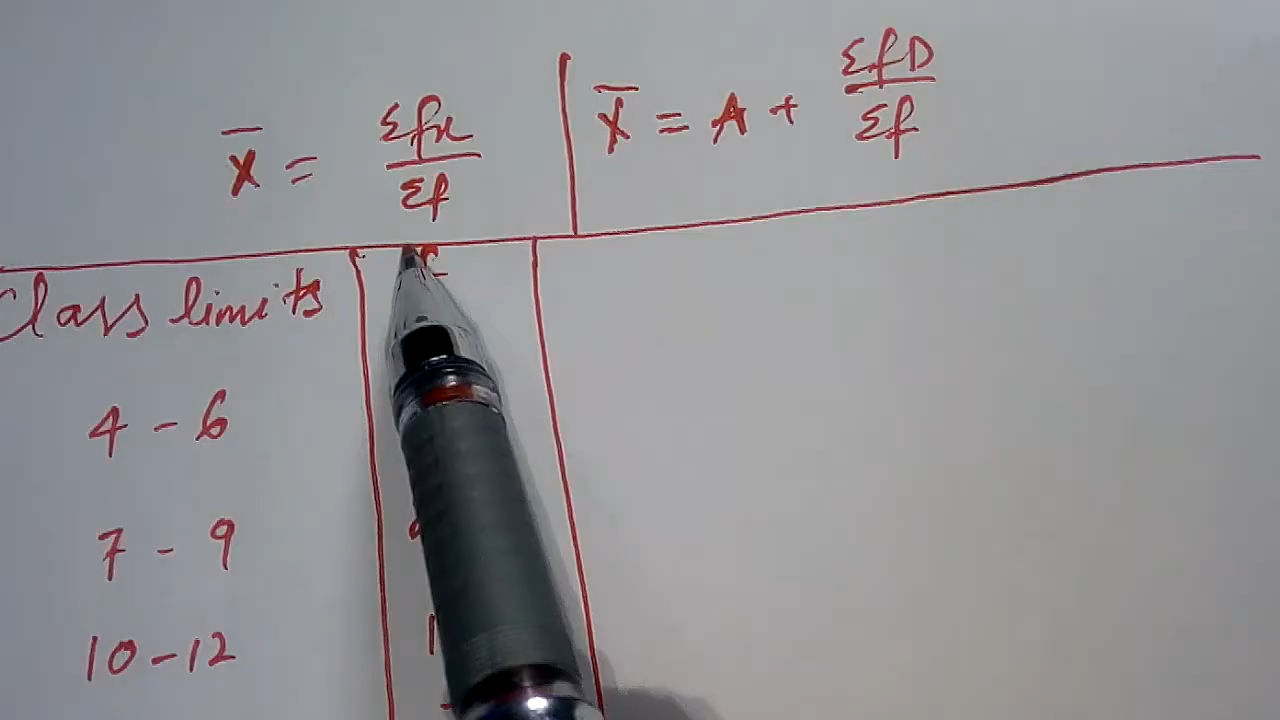 X̄ = Σfx / Σf
X̄ = A + ΣfD / Σf
Class limits
4 - 6
7 - 9
10 - 12